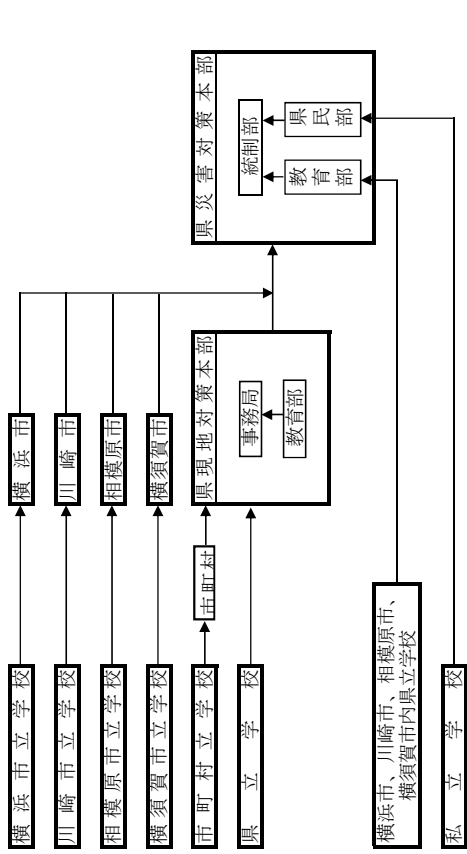 横浜市立学校
川崎市立学校
相模原市立学校
横須賀市立学校
市町村立学校
県立学校
横浜市、川崎市、相模原市、
横須賀市内県立学校
私立学校
横浜市
川崎市
相模原市
横須賀市
市町村
県現地対策本部
事務局
教育部
県災害対策本部
統制部
教育部
県民部